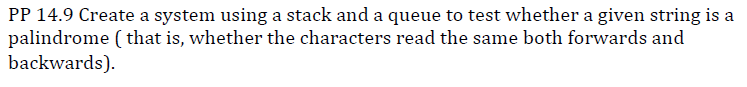 PP 14.9 Create a system using a stack and a queue to test whether a given string is a
palindrome ( that is, whether the characters read the same both forwards and
backwards).